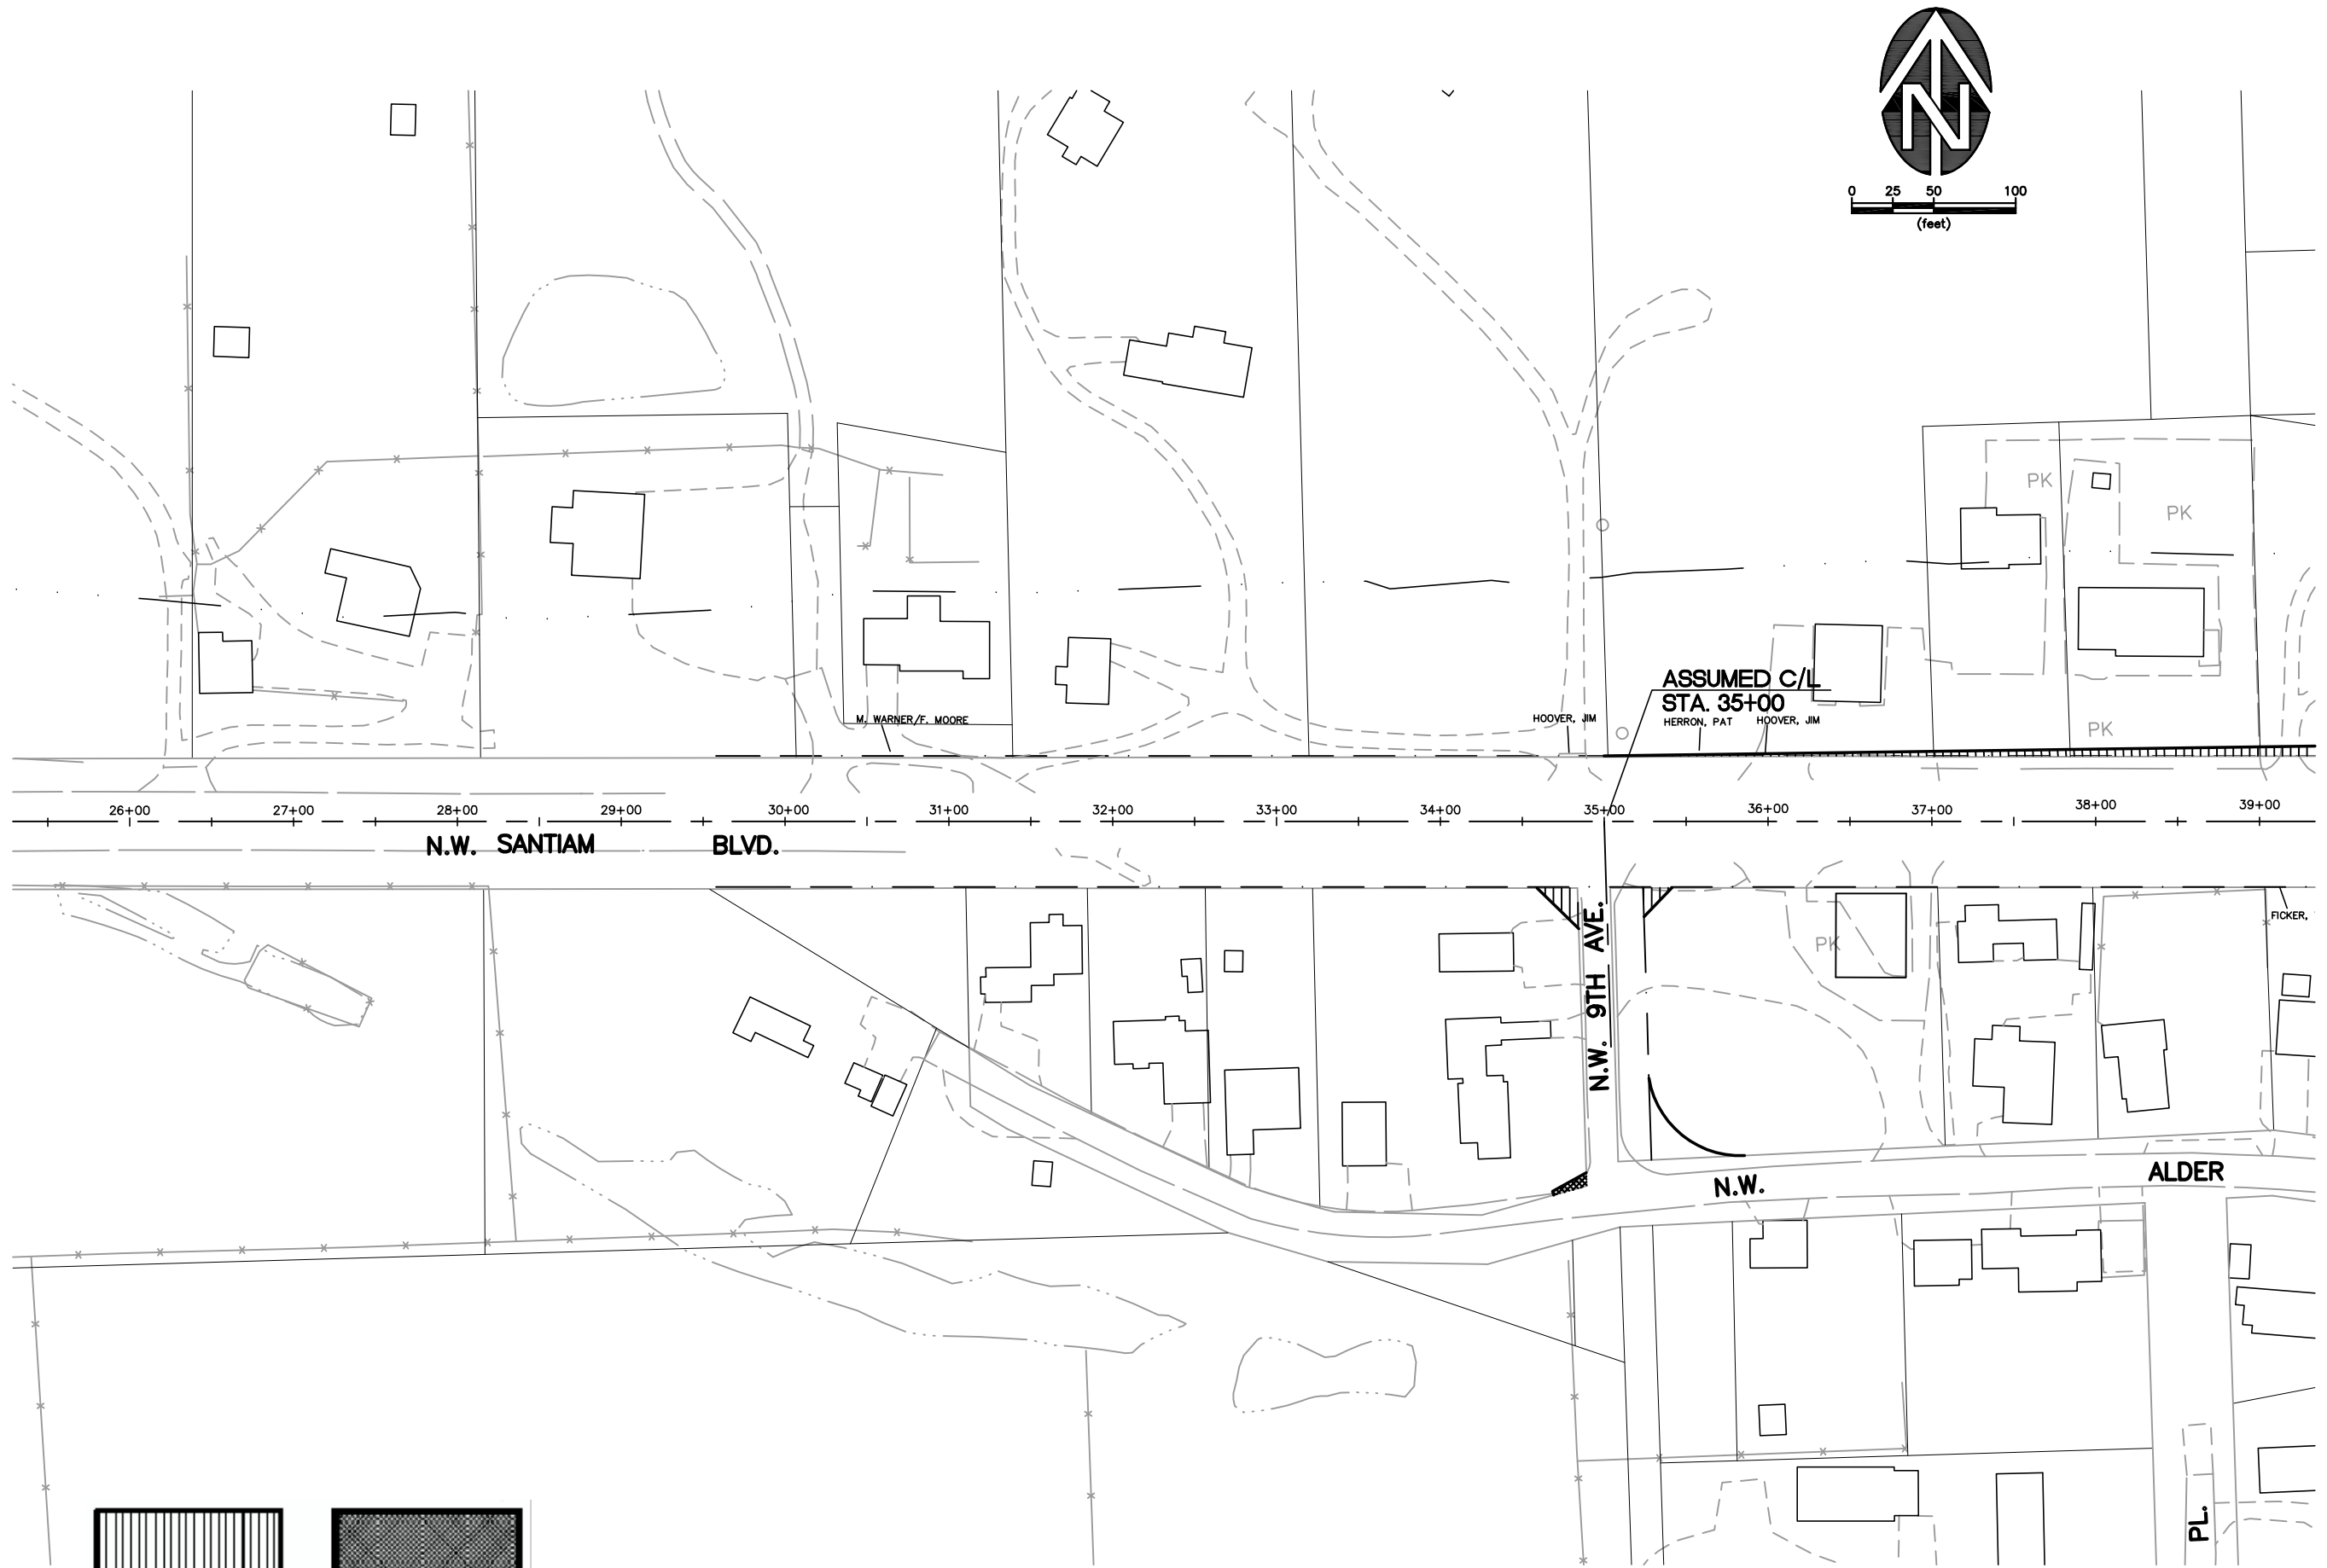 N
0 25 50 100
(feet)
PK
PK
ASSUMED C/L
STA. 35+00
M. WARNER/F. MOORE
HOOVER, JIM
HERRON, PAT
HOOVER, JIM
PK
26+00 27+00 28+00 29+00 30+00 31+00 32+00 33+00 34+00 35+00 36+00 37+00 38+00 39+00
N.W. SANTIAM BLVD.
FICKER,
PK
N.W. 9TH AVE.
N.W. ALDER
PL.